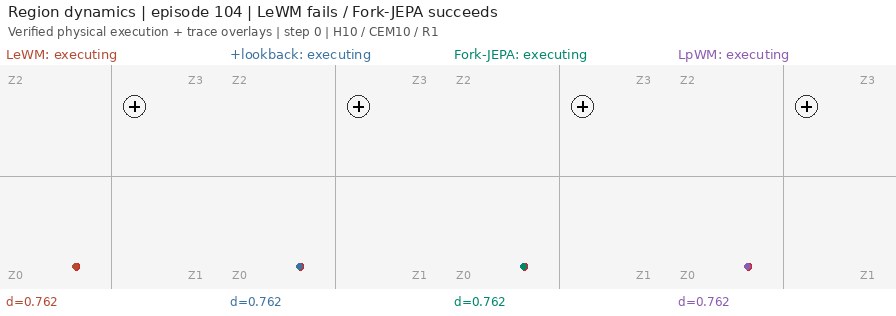 Region dynamics | episode 104 | LeWM fails / Fork-JEPA succeeds
Verified physical execution + trace overlays | step 0 | H10 / CEM10 / R1
LeWM: executing +lookback: executing Fork-JEPA: executing LpWM: executing
Z2 Z3 Z2 Z3 Z2 Z3 Z2 Z3
Z0 Z1 Z0 Z1 Z0 Z1 Z0 Z1
d=0.762 d=0.762 d=0.762 d=0.762